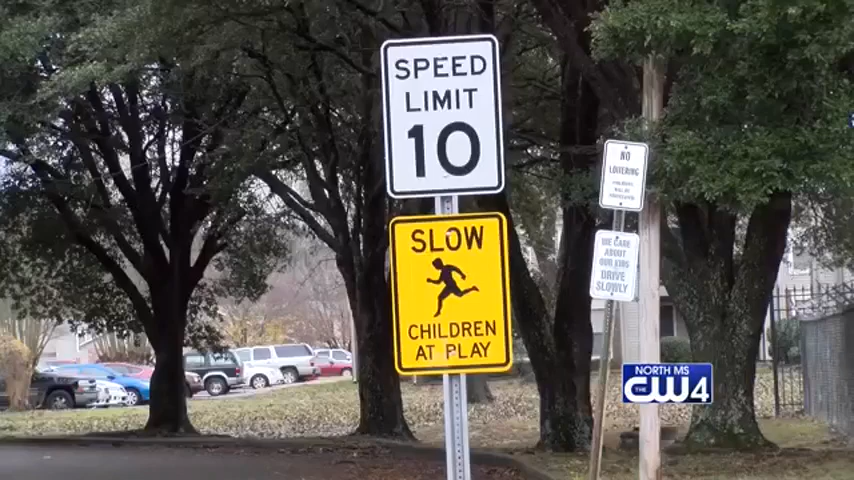 SPEED
LIMIT
10
SLOW
CHILDREN
AT PLAY
NO
LOITERING
WE CARE
ABOUT
OUR KIDS
DRIVE
SLOWLY
NORTH MS
THE CW4